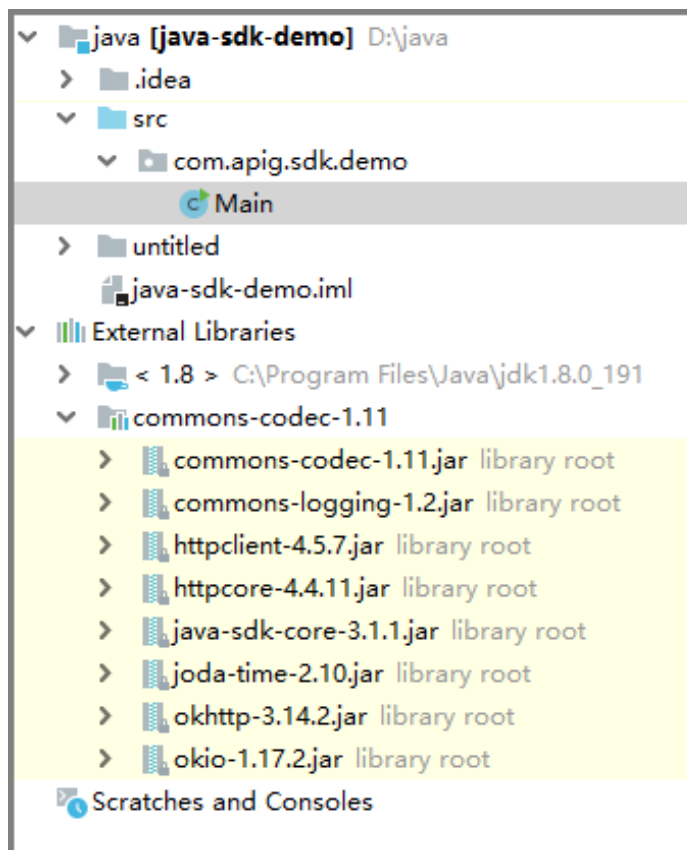 java [java-sdk-demo] D:\java
.idea
src
com.apig.sdk.demo
C Main
untitled
java-sdk-demo.iml
External Libraries
< 1.8 > C:\Program Files\Java\jdk1.8.0_191
commons-codec-1.11
commons-codec-1.11.jar library root
commons-logging-1.2.jar library root
httpclient-4.5.7.jar library root
httpcore-4.4.11.jar library root
java-sdk-core-3.1.1.jar library root
joda-time-2.10.jar library root
okhttp-3.14.2.jar library root
okio-1.17.2.jar library root
Scratches and Consoles